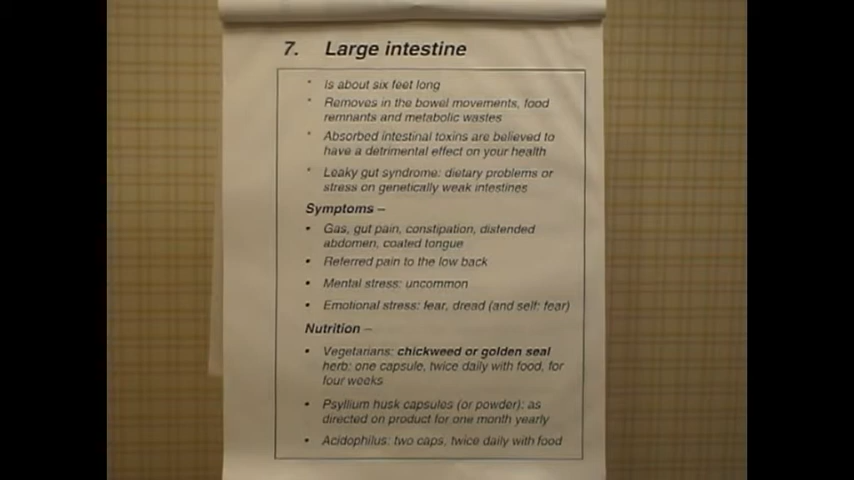 7. Large intestine
* Is about six feet long
* Removes in the bowel movements, food
remnants and metabolic wastes
* Absorbed intestinal toxins are believed to
have a detrimental effect on your health
* Leaky gut syndrome: dietary problems or
stress on genetically weak intestines
Symptoms –
• Gas, gut pain, constipation, distended
abdomen, coated tongue
• Referred pain to the low back
• Mental stress: uncommon
• Emotional stress: fear, dread (and self: fear)
Nutrition –
• Vegetarians: chickweed or golden seal
herb: one capsule, twice daily with food, for
four weeks
• Psyllium husk capsules (or powder): as
directed on product for one month yearly
• Acidophilus: two caps, twice daily with food